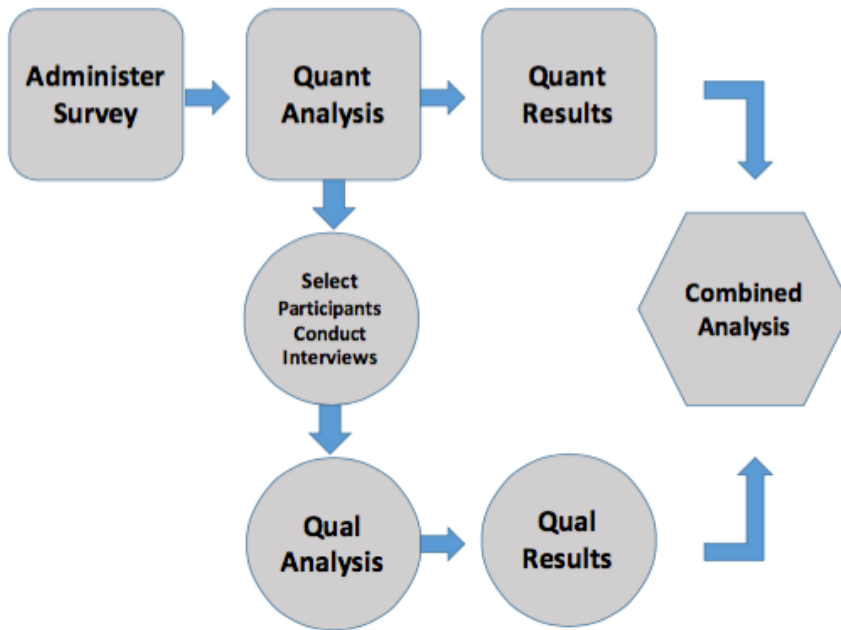 Administer
Survey
Quant
Analysis
Quant
Results
Select
Participants
Conduct
Interviews
Combined
Analysis
Qual
Analysis
Qual
Results